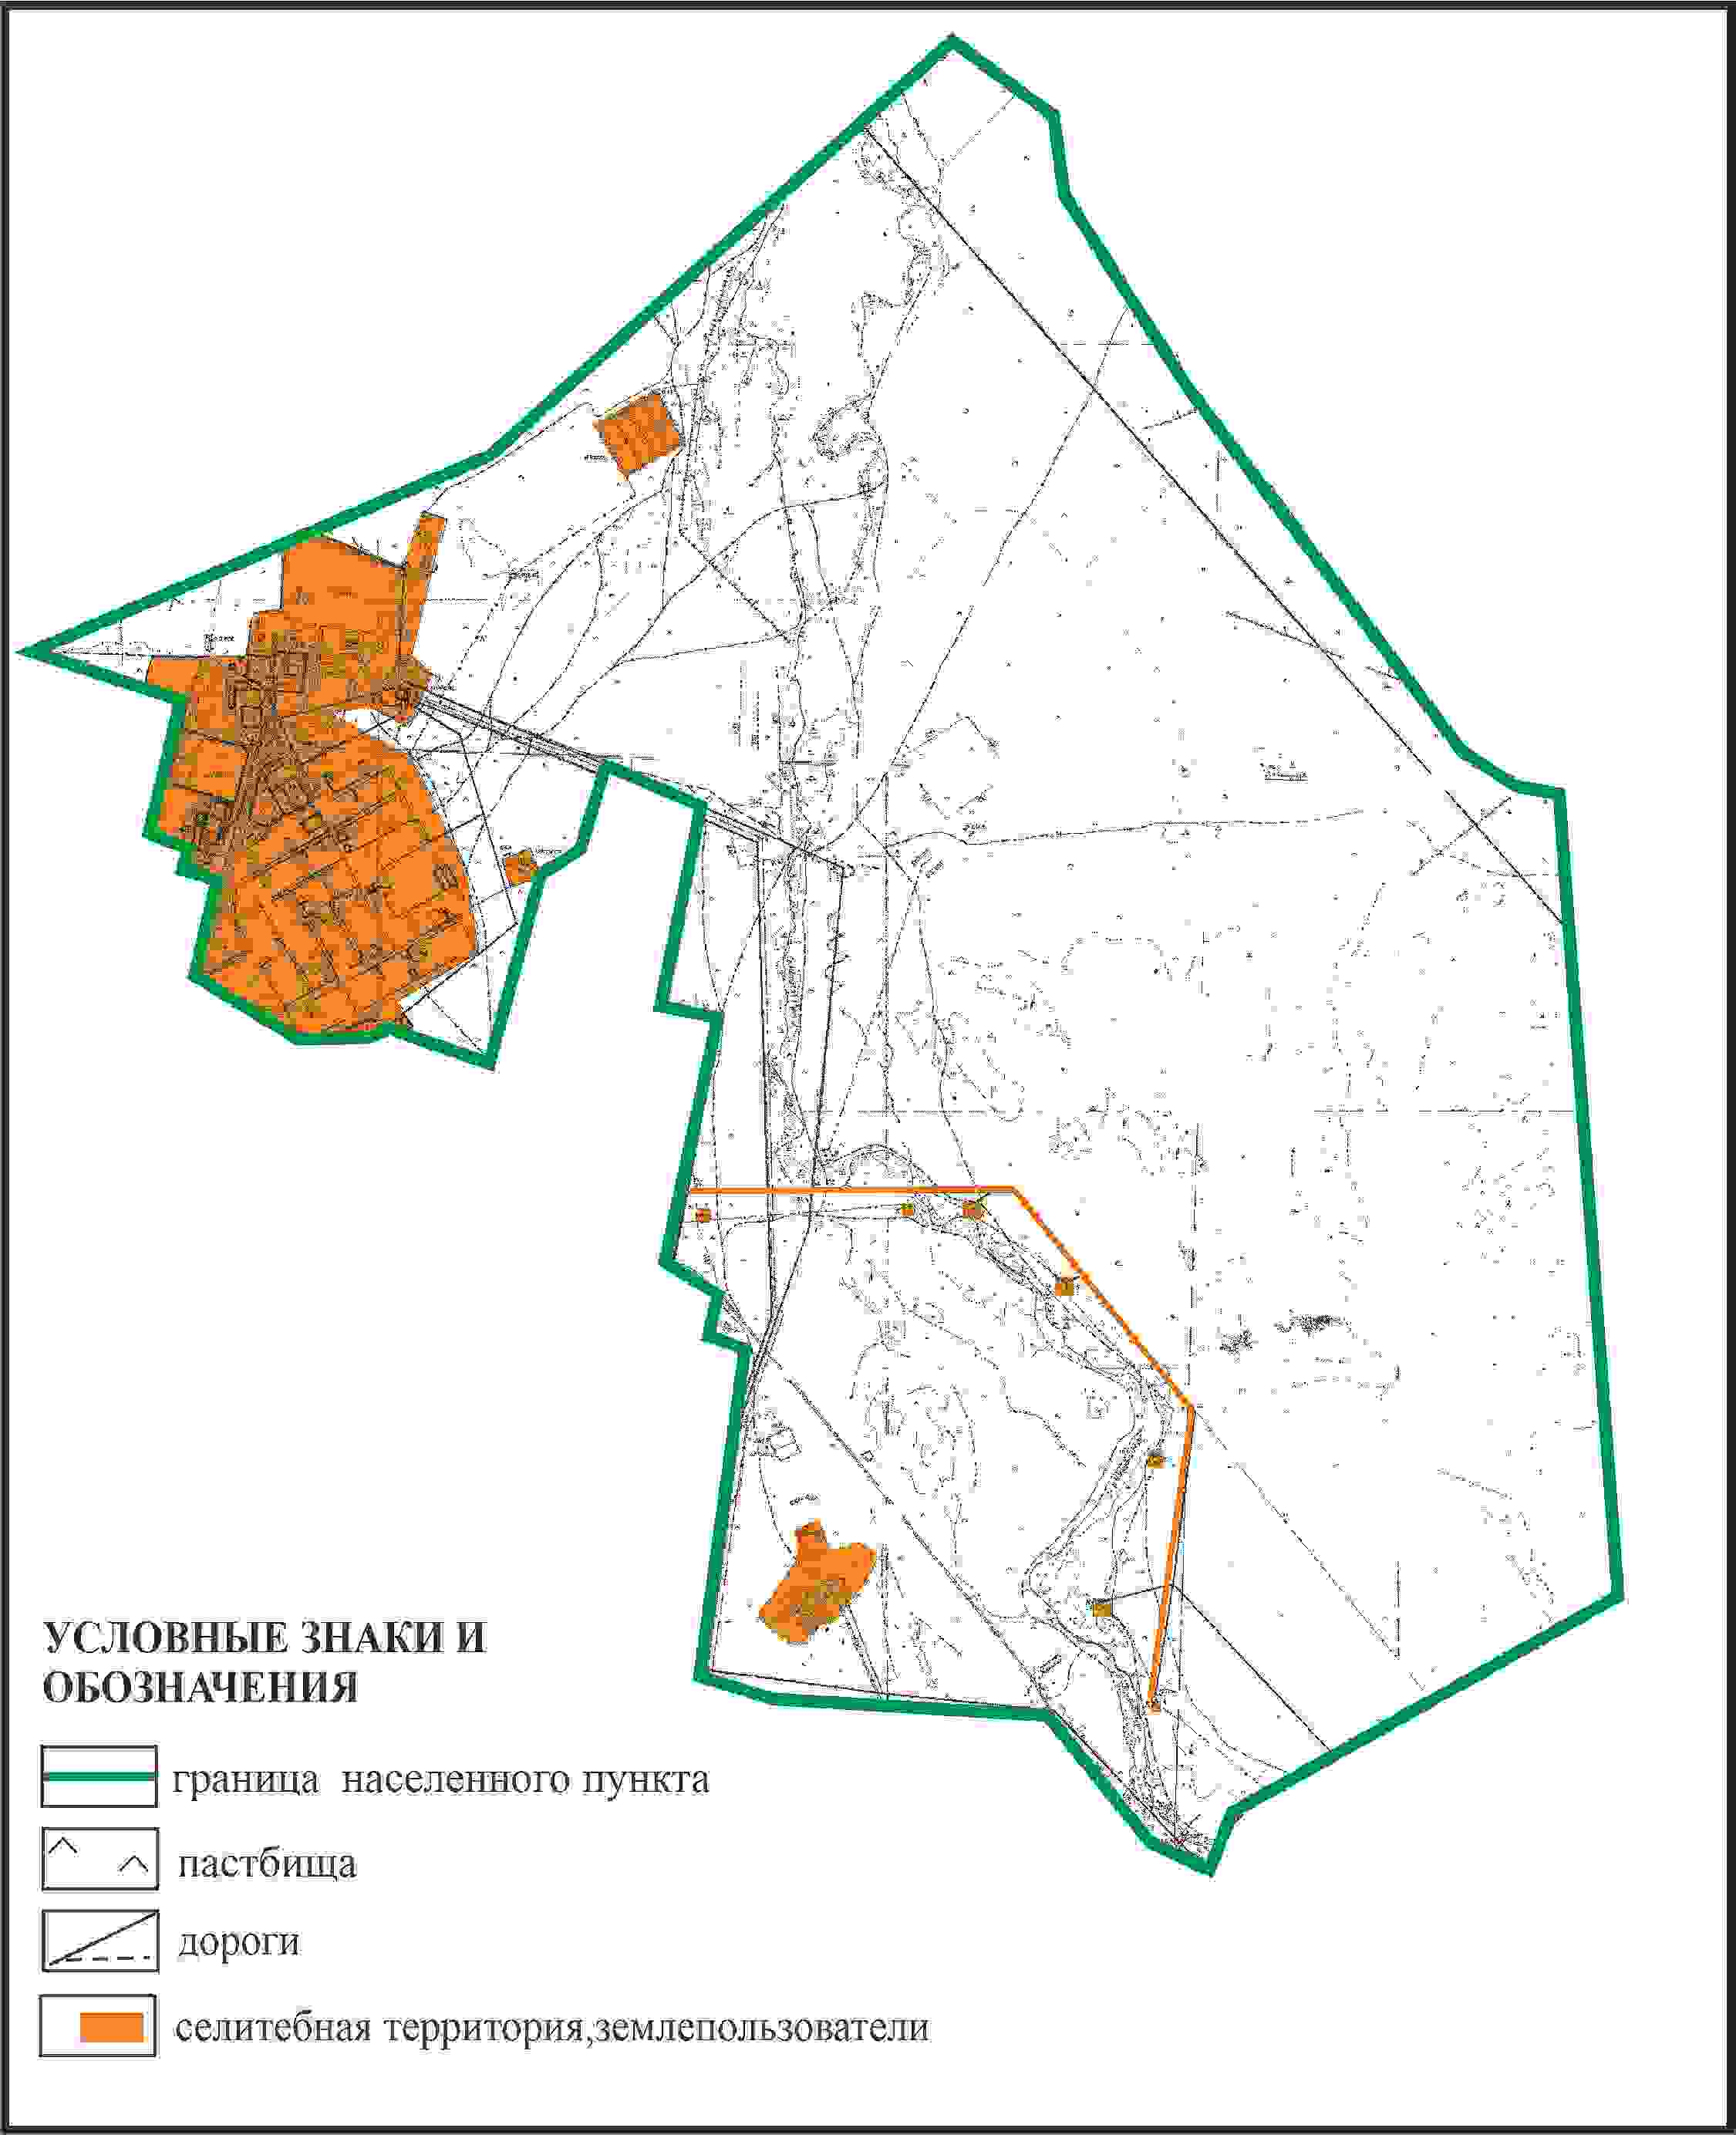 УСЛОВНЫЕ ЗНАКИ И
ОБОЗНАЧЕНИЯ
граница населенного пункта
пастбища
дороги
селитебная территория,землепользователи